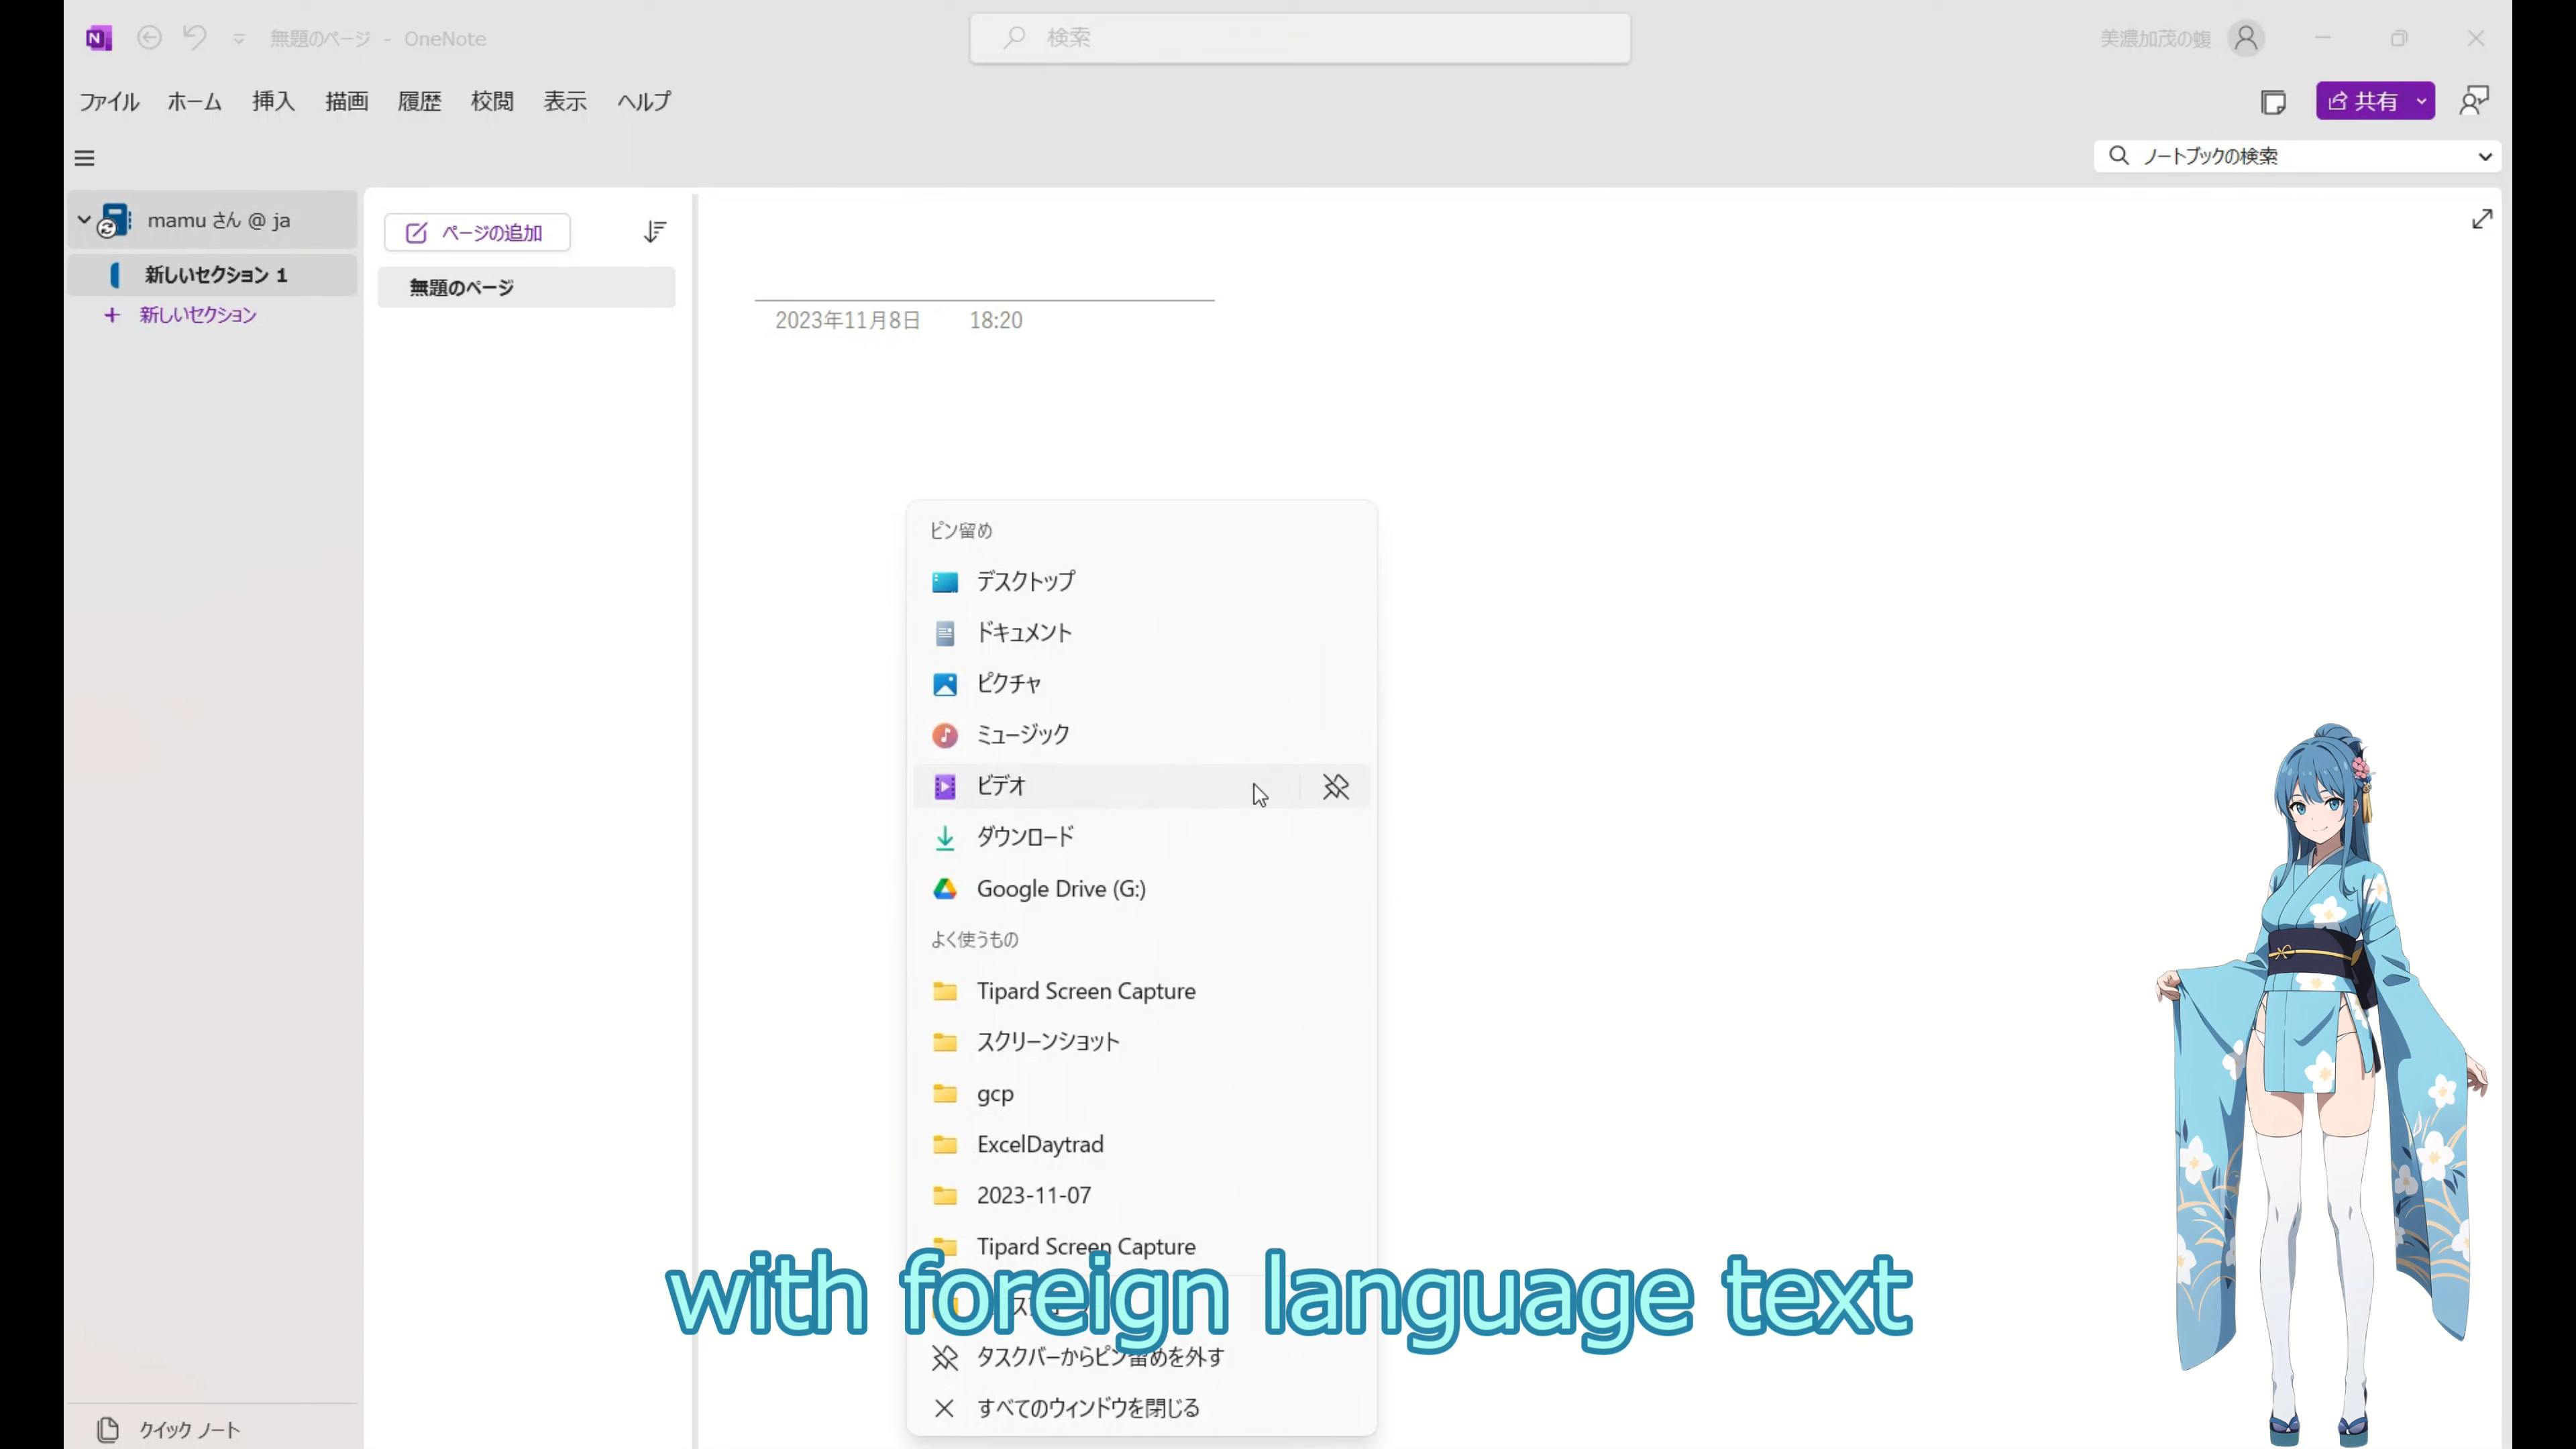 無題のページ - OneNote
検索
美濃加茂の蝮
ファイル ホーム 挿入 描画 履歴 校閲 表示 ヘルプ
共有
ノートブックの検索
mamu さん @ ja
新しいセクション 1
新しいセクション
ページの追加
無題のページ
2023年11月8日 18:20
ピン留め
デスクトップ
ドキュメント
ピクチャ
ミュージック
ビデオ
ダウンロード
Google Drive (G:)
よく使うもの
Tipard Screen Capture
スクリーンショット
gcp
ExcelDaytrad
2023-11-07
Tipard Screen Capture
with foreign language text
タスクバーからピン留めを外す
すべてのウィンドウを閉じる
クイック ノート